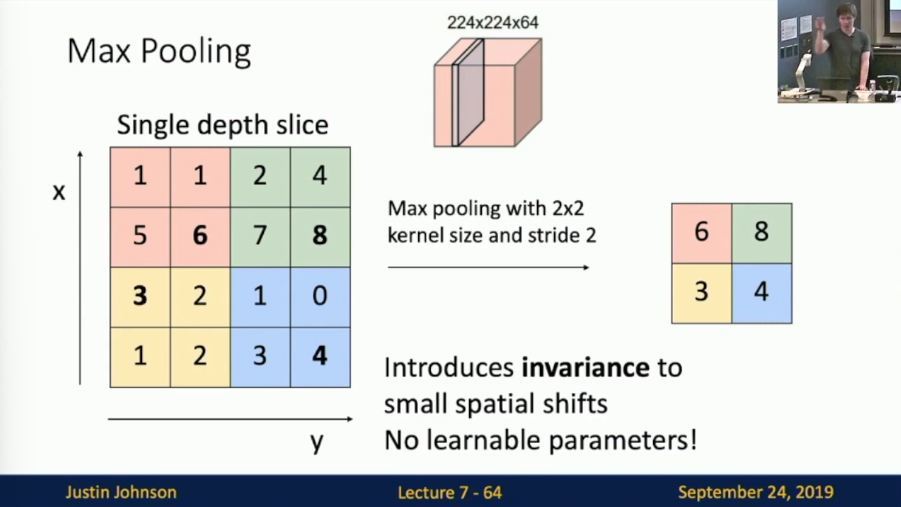 224x224x64
Max Pooling
Single depth slice
x
1 1 2 4
5 6 7 8
3 2 1 0
1 2 3 4
y
Max pooling with 2x2
kernel size and stride 2
6 8
3 4
Introduces invariance to
small spatial shifts
No learnable parameters!
Justin Johnson
Lecture 7 - 64
September 24, 2019